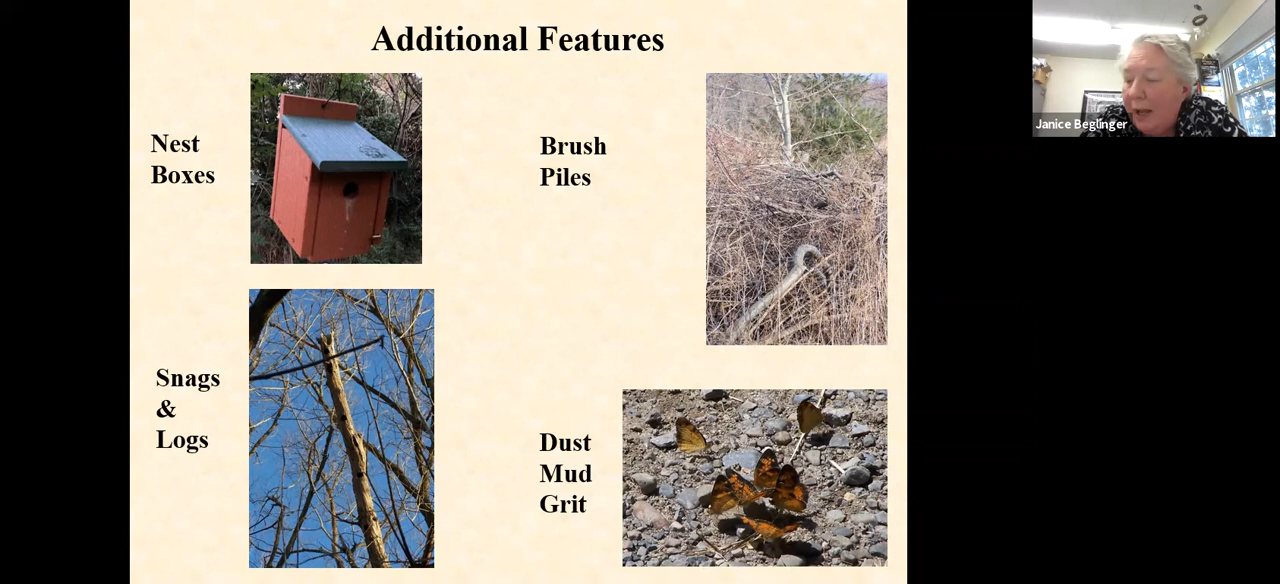 Additional Features
Nest
Boxes
Brush
Piles
Snags
&
Logs
Dust
Mud
Grit
Janice Beglinger